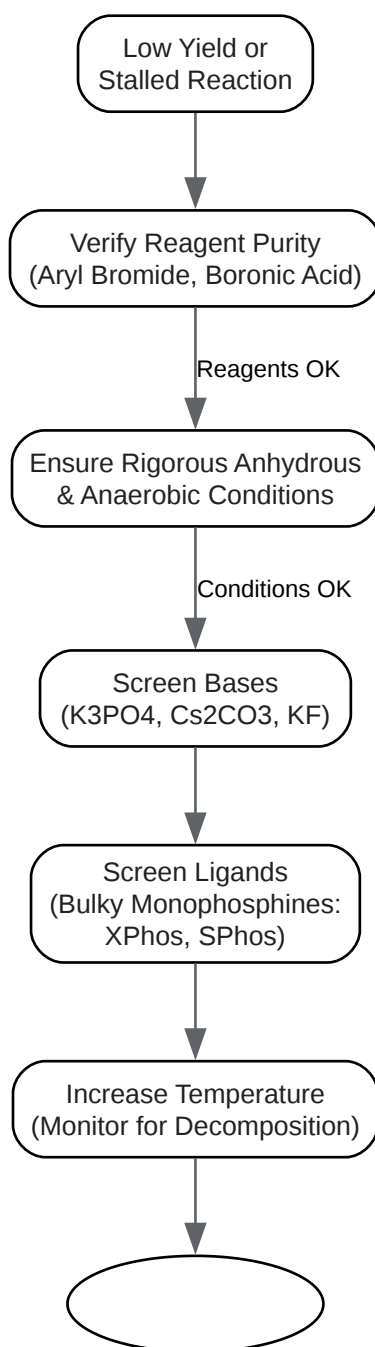 Low Yield or
Stalled Reaction
Verify Reagent Purity
(Aryl Bromide, Boronic Acid)
Reagents OK
Ensure Rigorous Anhydrous
& Anaerobic Conditions
Conditions OK
Screen Bases
(K3PO4, Cs2CO3, KF)
Screen Ligands
(Bulky Monophosphines:
XPhos, SPhos)
Increase Temperature
(Monitor for Decomposition)